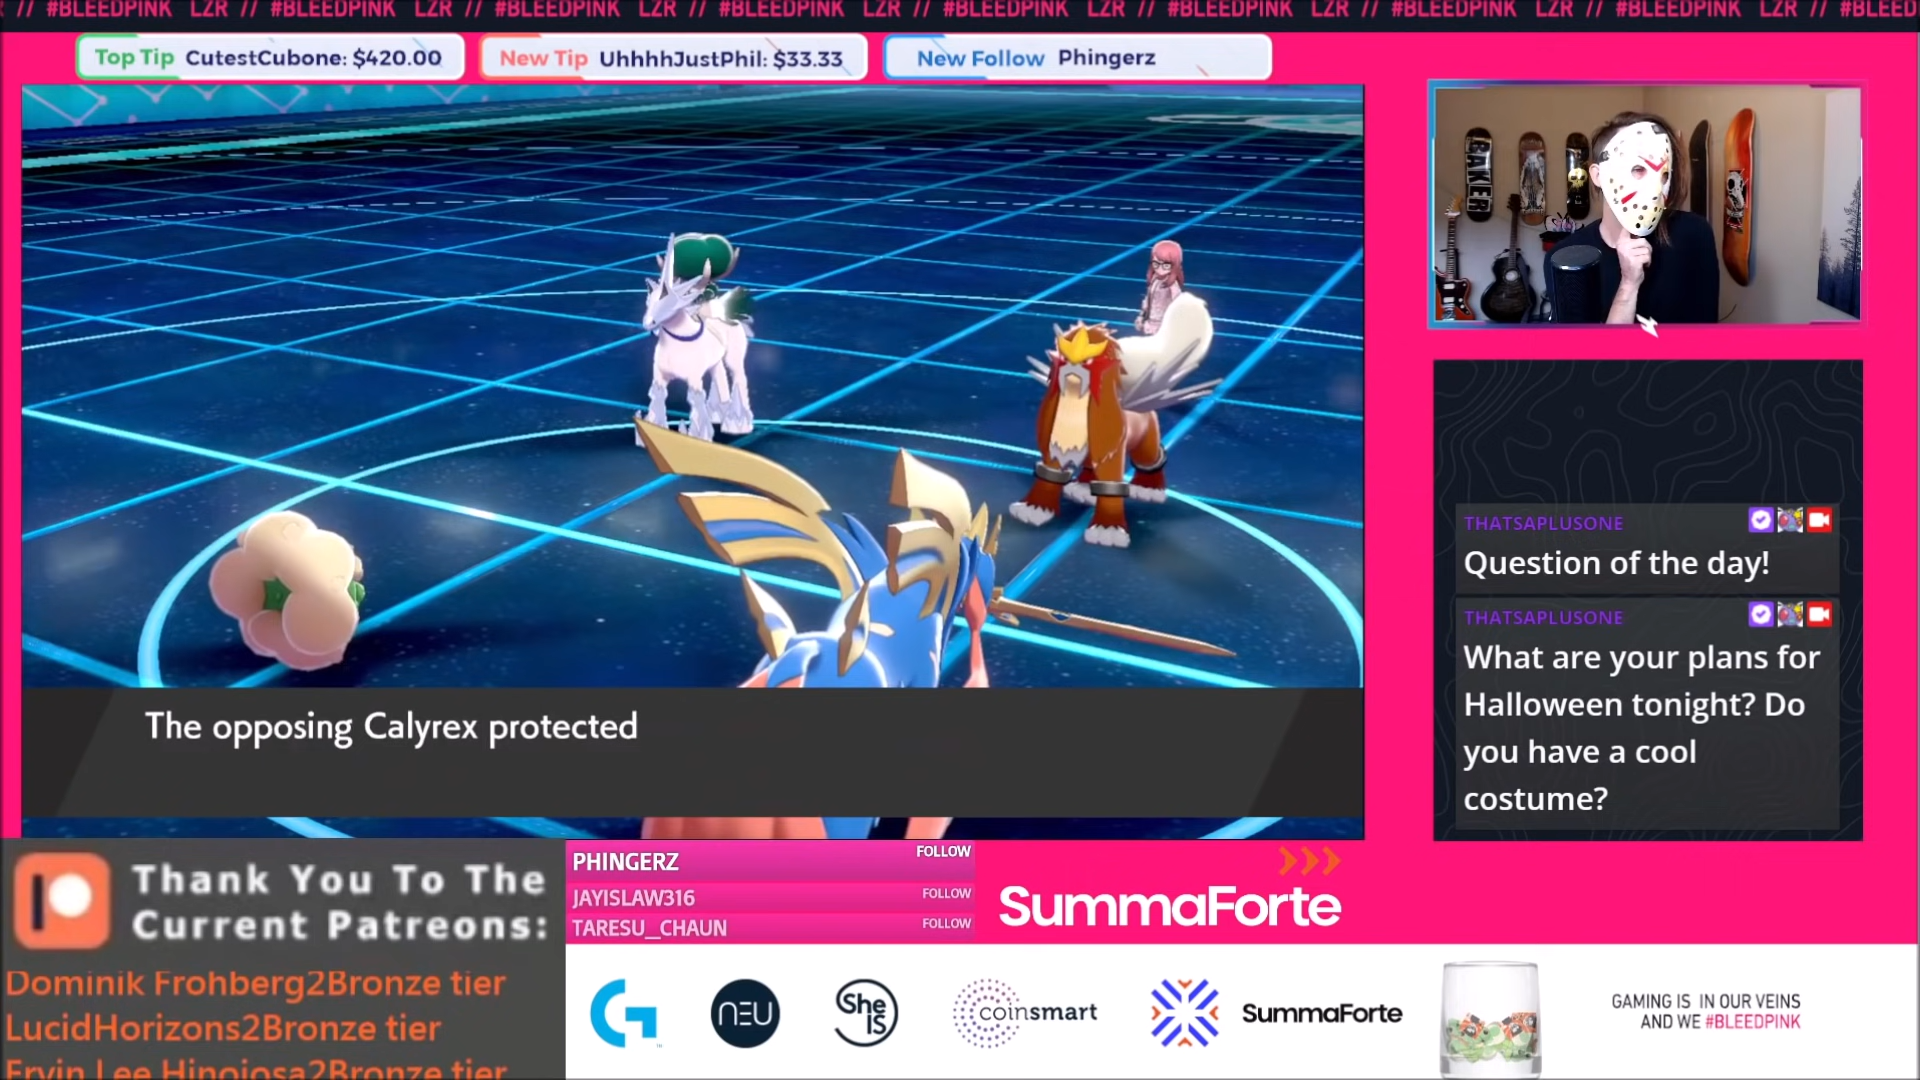 // #BLEEDPINK LZR // #BLEEDPINK LZR // #BLEEDPINK LZR // #BLEEDPINK LZR // #BLEEDPINK LZR // #BLEEDPINK LZR // #BLEEDPINK LZR // #BLEEDPINK LZR // #BLEED
Top Tip CutestCubone: $420.00
New Tip UhhhhJustPhil: $33.33
New Follow Phingerz
BAKER
THATSAPLUSONE
Question of the day!
THATSAPLUSONE
What are your plans for
Halloween tonight? Do
you have a cool
costume?
The opposing Calyrex protected
Thank You To The
Current Patreons:
Dominik Frohberg2Bronze tier
LucidHorizons2Bronze tier
Ervin Lee Hinojosa2Bronze tier
PHINGERZ FOLLOW
JAYISLAW316 FOLLOW
TARESU_CHAUN FOLLOW
SummaForte
G
NEU
She
IS
coinsmart
SummaForte
GAMING IS IN OUR VEINS
AND WE #BLEEDPINK